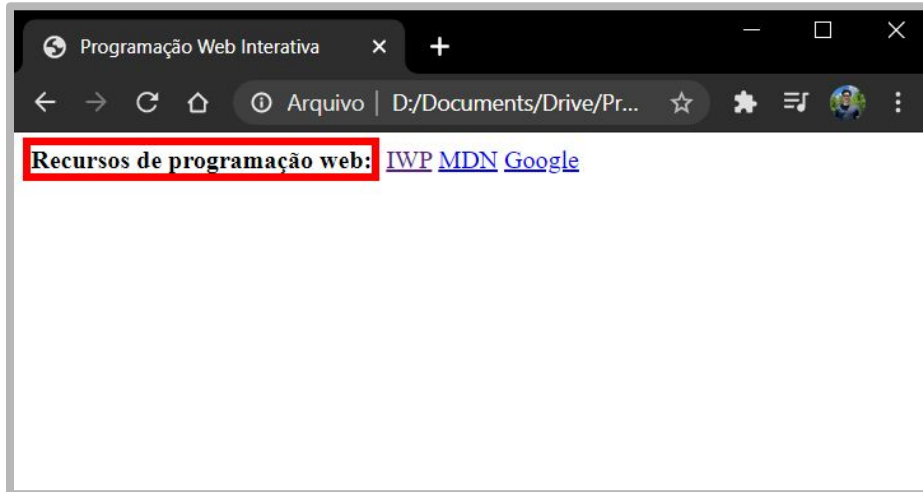 Programação Web Interativa
Arquivo | D:/Documents/Drive/Pr...
Recursos de programação web: IWP MDN Google